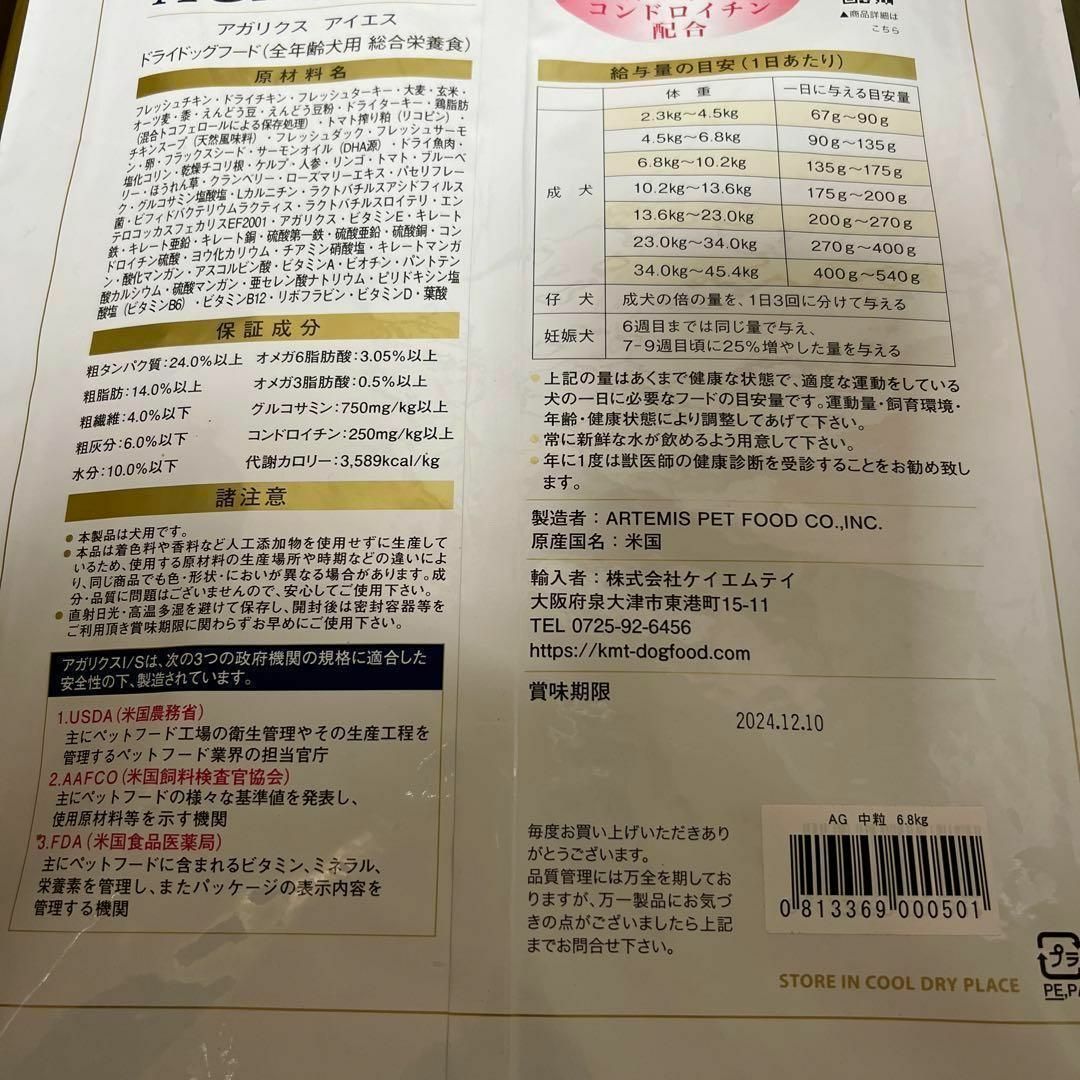 アガリクス アイエス
ドライドッグフード(全年齢犬用 総合栄養食)
原材料名
フレッシュチキン・ドライチキン・フレッシュターキー・大麦・玄米・
オーツ麦・黍・えんどう豆・えんどう豆粉・ドライターキー・鶏脂肪
(混合トコフェロールによる保存処理)・トマト搾り粕(リコピン)・
チキンスープ(天然風味料)・フレッシュダック・フレッシュサーモ
ン・卵・フラックスシード・サーモンオイル(DHA源)・ドライ魚肉・
塩化コリン・乾燥チコリ根・ケルプ・人参・リンゴ・トマト・ブルーベ
リー・ほうれん草・クランベリー・ローズマリーエキス・パセリフレー
ク・グルコサミン塩酸塩・Lカルニチン・ラクトバチルスアシドフィルス
菌・ビフィドバクテリウムラクティス・ラクトバチルスロイテリ・エン
テロコッカスフェカリスEF2001・アガリクス・ビタミンE・キレート
鉄・キレート亜鉛・キレート銅・硫酸第一鉄・硫酸亜鉛・硫酸銅・コン
ドロイチン硫酸・ヨウ化カリウム・チアミン硝酸塩・キレートマンガ
ン・酸化マンガン・アスコルビン酸・ビタミンA・ビオチン・パントテン
酸カルシウム・硫酸マンガン・亜セレン酸ナトリウム・ピリドキシン塩
酸塩(ビタミンB6)・ビタミンB12・リボフラビン・ビタミンD・葉酸
保証成分
粗タンパク質:24.0%以上 オメガ6脂肪酸:3.05%以上
粗脂肪:14.0%以上 オメガ3脂肪酸:0.5%以上
粗繊維:4.0%以下 グルコサミン:750mg/kg以上
粗灰分:6.0%以下 コンドロイチン:250mg/kg以上
水分:10.0%以下 代謝カロリー:3,589kcal/kg
諸注意
● 本製品は犬用です。
● 本品は着色料や香料など人工添加物を使用せずに生産して
いるため、使用する原材料の生産場所や時期などの違いによ
り、同じ商品でも色・形状・においが異なる場合があります。成
分・品質に問題はございませんので、安心してご使用下さい。
● 直射日光・高温多湿を避けて保存し、開封後は密封容器等を
ご利用頂き賞味期限に関わらずお早めにご使用下さい。
アガリクスI/Sは、次の3つの政府機関の規格に適合した
安全性の下、製造されています。
1.USDA(米国農務省)
主にペットフード工場の衛生管理やその生産工程を
管理するペットフード業界の担当官庁
2.AAFCO(米国飼料検査官協会)
主にペットフードの様々な基準値を発表し、
使用原材料等を示す機関
3.FDA(米国食品医薬局)
主にペットフードに含まれるビタミン、ミネラル、
栄養素を管理し、またパッケージの表示内容を
管理する機関
コンドロイチン
配合
▲商品詳細は
こちら
給与量の目安(1日あたり)
体 重 一日に与える目安量
成 犬
2.3kg〜4.5kg 67g〜90g
4.5kg〜6.8kg 90g〜135g
6.8kg〜10.2kg 135g〜175g
10.2kg〜13.6kg 175g〜200g
13.6kg〜23.0kg 200g〜270g
23.0kg〜34.0kg 270g〜400g
34.0kg〜45.4kg 400g〜540g
仔 犬 成犬の倍の量を、1日3回に分けて与える
妊娠犬 6週目までは同じ量で与え、
7-9週目頃に25%増やした量を与える
● 上記の量はあくまで健康な状態で、適度な運動をしている
犬の一日に必要なフードの目安量です。運動量・飼育環境・
年齢・健康状態により調整してあげて下さい。
● 常に新鮮な水が飲めるよう用意して下さい。
● 年に1度は獣医師の健康診断を受診することをお勧め致し
ます。
製造者:ARTEMIS PET FOOD CO.,INC.
原産国名:米国
輸入者:株式会社ケイエムテイ
大阪府泉大津市東港町15-11
TEL 0725-92-6456
https://kmt-dogfood.com
賞味期限
2024.12.10
毎度お買い上げいただきあり
がとうございます。
品質管理には万全を期してお
りますが、万一製品にお気づ
きの点がございましたら上記
までお問合せ下さい。
AG 中粒 6.8kg
0 813369 000501
プラ
STORE IN COOL DRY PLACE